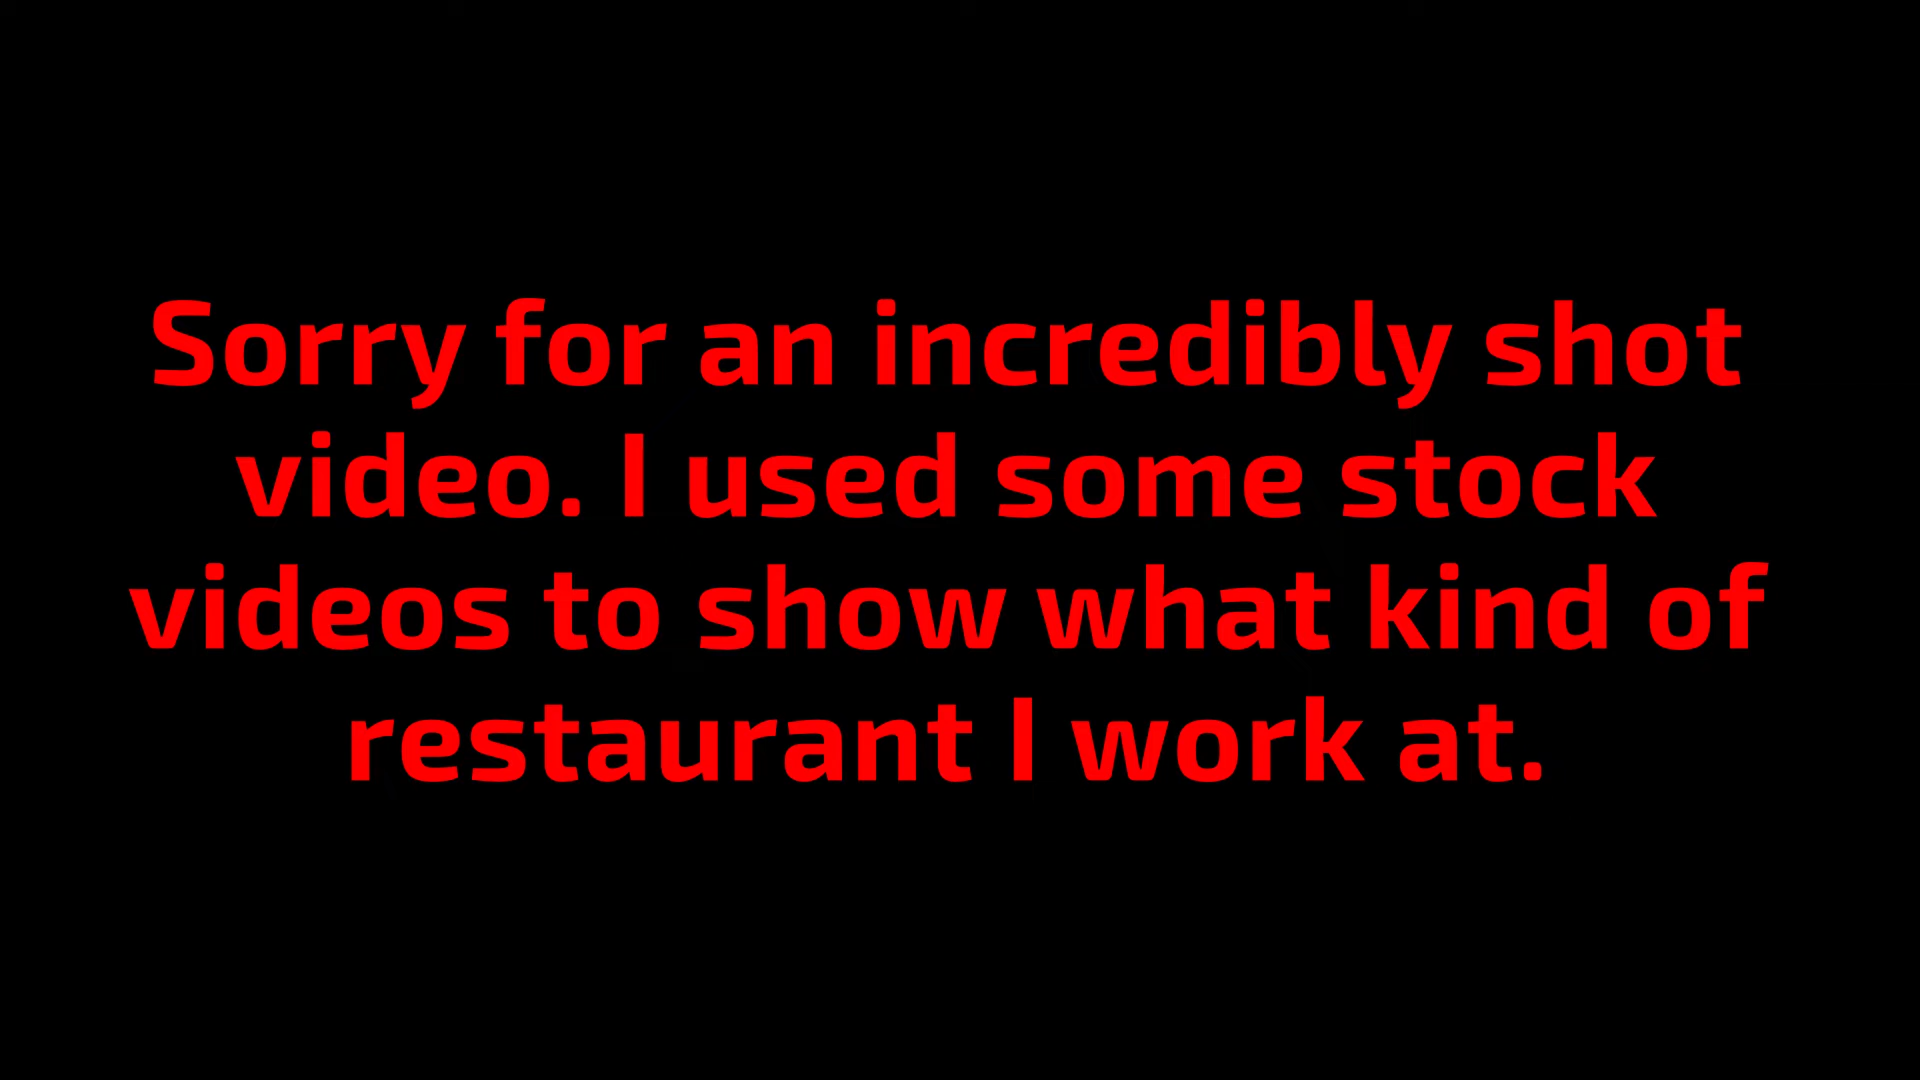 Sorry for an incredibly shot
video. I used some stock
videos to show what kind of
restaurant I work at.